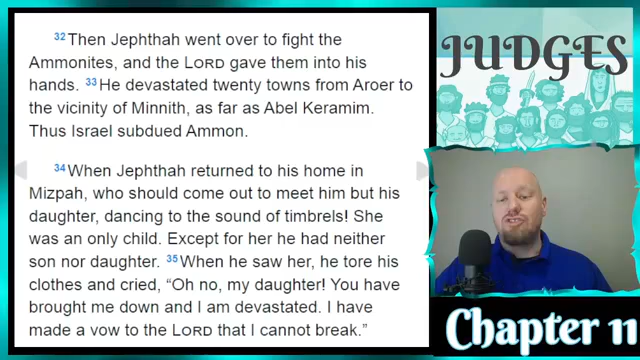 32 Then Jephthah went over to fight the
Ammonites, and the LORD gave them into his
hands. 33 He devastated twenty towns from Aroer to
the vicinity of Minnith, as far as Abel Keramim.
Thus Israel subdued Ammon.
34 When Jephthah returned to his home in
Mizpah, who should come out to meet him but his
daughter, dancing to the sound of timbrels! She
was an only child. Except for her he had neither
son nor daughter. 35 When he saw her, he tore his
clothes and cried, “Oh no, my daughter! You have
brought me down and I am devastated. I have
made a vow to the LORD that I cannot break.”
JUDGES
Chapter 11